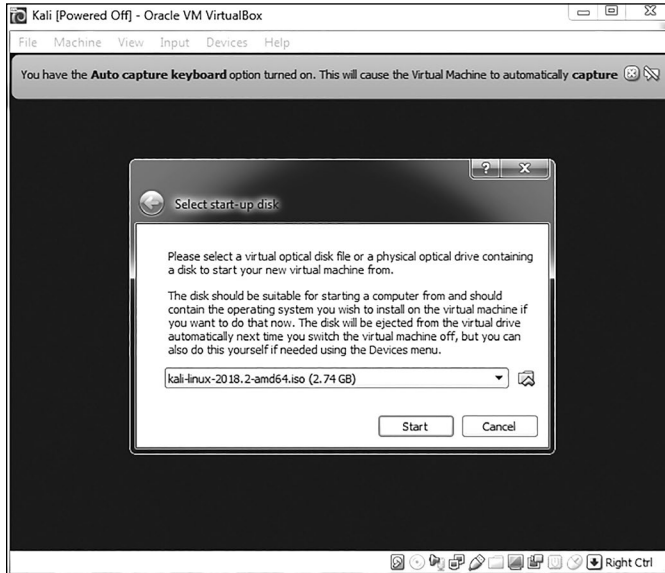 Kali [Powered Off] - Oracle VM VirtualBox
File Machine View Input Devices Help
You have the Auto capture keyboard option turned on. This will cause the Virtual Machine to automatically capture
Select start-up disk
Please select a virtual optical disk file or a physical optical drive containing
a disk to start your new virtual machine from.
The disk should be suitable for starting a computer from and should
contain the operating system you wish to install on the virtual machine if
you want to do that now. The disk will be ejected from the virtual drive
automatically next time you switch the virtual machine off, but you can
also do this yourself if needed using the Devices menu.
kali-linux-2018.2-amd64.iso (2.74 GB)
Start Cancel
Right Ctrl